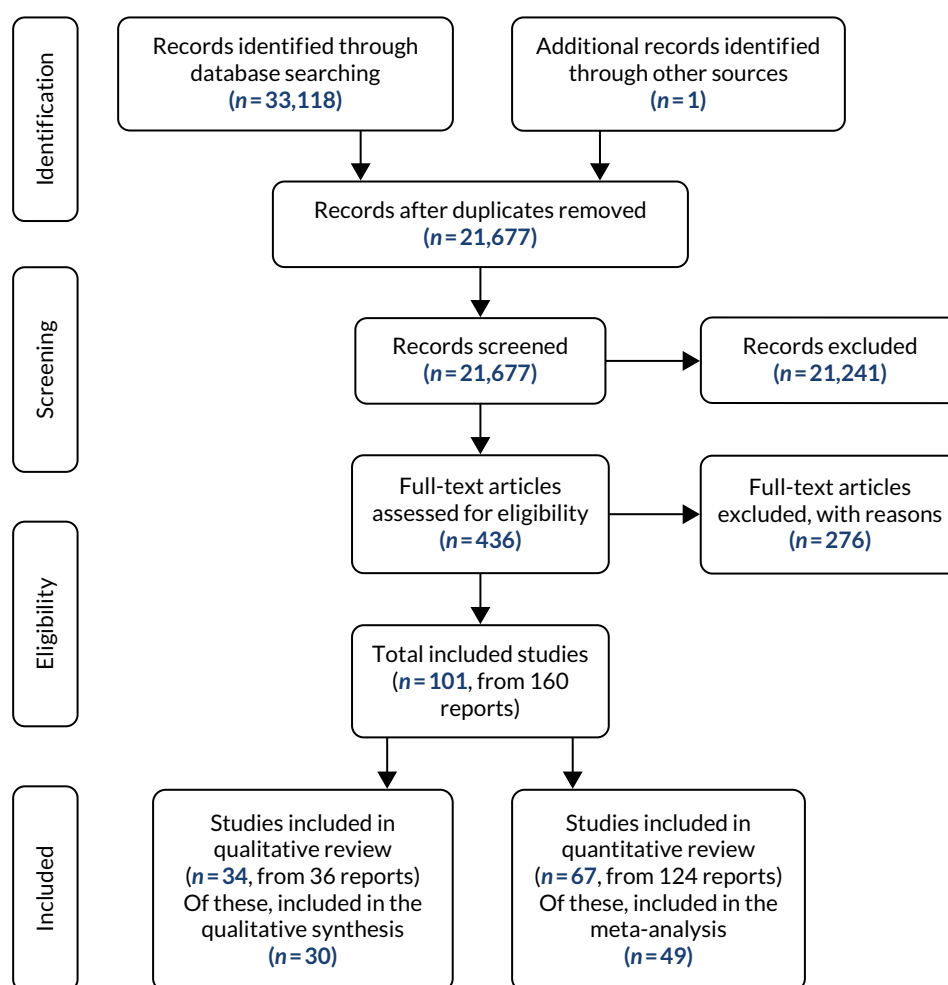 Identification
Records identified through
database searching
(n = 33,118)
Additional records identified
through other sources
(n = 1)
Records after duplicates removed
(n = 21,677)
Screening
Records screened
(n = 21,677)
Records excluded
(n = 21,241)
Full-text articles
assessed for eligibility
(n = 436)
Full-text articles
excluded, with reasons
(n = 276)
Eligibility
Total included studies
(n = 101, from 160
reports)
Included
Studies included in
qualitative review
(n = 34, from 36 reports)
Of these, included in the
qualitative synthesis
(n = 30)
Studies included in
quantitative review
(n = 67, from 124 reports)
Of these, included in the
meta-analysis
(n = 49)